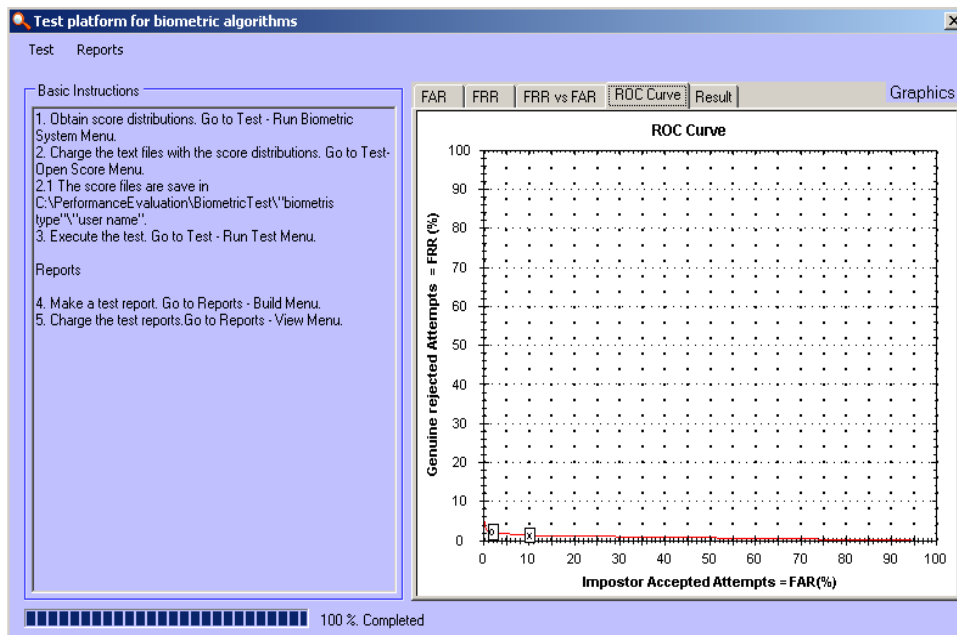 Test platform for biometric algorithms
Test Reports
Basic Instructions
1. Obtain score distributions. Go to Test - Run Biometric
System Menu.
2. Charge the text files with the score distributions. Go to Test-
Open Score Menu.
2.1 The score files are save in
C:\PerformanceEvaluation\BiometricTest\"biometris
type"\"user name".
3. Execute the test. Go to Test - Run Test Menu.
Reports
4. Make a test report. Go to Reports - Build Menu.
5. Charge the test reports.Go to Reports - View Menu.
100 %. Completed
FAR FRR FRR vs FAR ROC Curve Result Graphics
ROC Curve
Genuine rejected Attempts = FRR (%)
100
90
80
70
60
50
40
30
20
10
0
o x
0 10 20 30 40 50 60 70 80 90 100
Impostor Accepted Attempts = FAR(%)